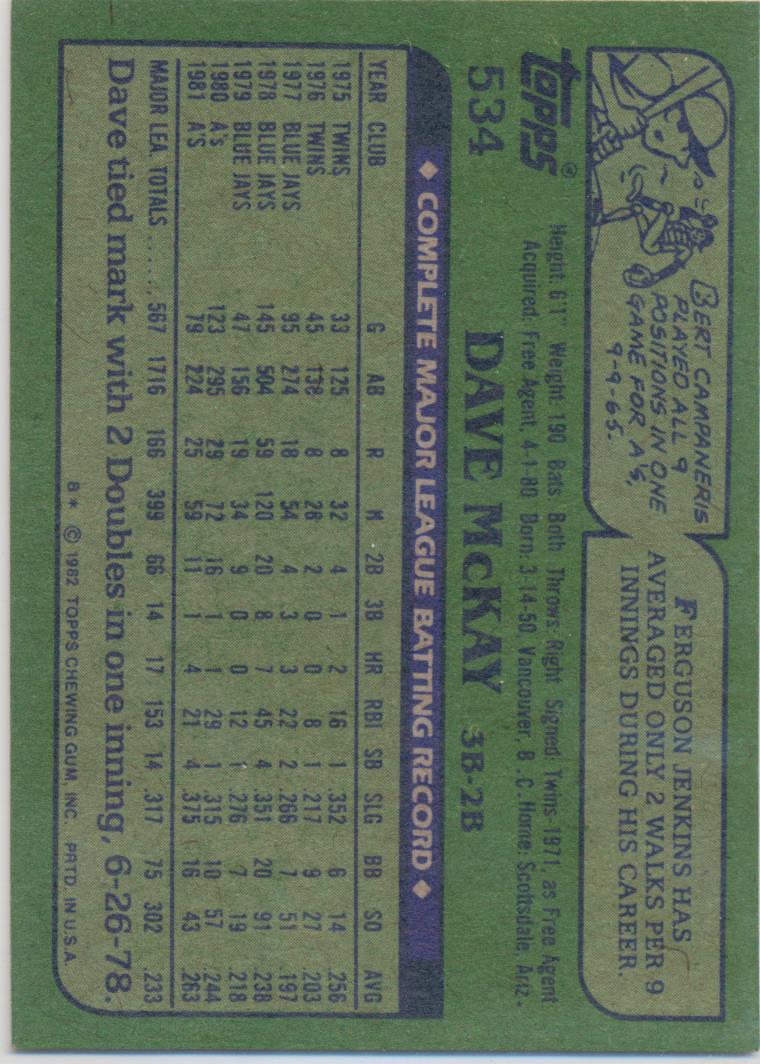 BERT CAMPANERIS
PLAYED ALL 9
POSITIONS IN ONE
GAME FOR A's,
9-9-65.
FERGUSON JENKINS HAS
AVERAGED ONLY 2 WALKS PER 9
INNINGS DURING HIS CAREER.
topps®
534
Height: 6'1" Weight: 190 Bats: Both Throws: Right Signed: Twins-1971, as Free Agent
Acquired: Free Agent, 4-1-80 Born: 3-14-50, Vancouver, B.C. Home: Scottsdale, Ariz.
DAVE McKAY 3B-2B
◆ COMPLETE MAJOR LEAGUE BATTING RECORD ◆
YEAR CLUB G AB R H 2B 3B HR RBI SB SLG BB SO AVG
1975 TWINS 33 125 8 32 4 1 2 16 1 .352 6 14 .256
1976 TWINS 45 138 8 28 2 0 0 8 1 .217 9 27 .203
1977 BLUE JAYS 95 274 18 54 4 3 3 22 2 .266 7 51 .197
1978 BLUE JAYS 145 504 59 120 20 8 7 45 4 .351 20 91 .238
1979 BLUE JAYS 47 156 19 34 9 0 0 12 1 .276 7 19 .218
1980 A's 123 295 29 72 16 1 1 29 1 .315 10 57 .244
1981 A'S 79 224 25 59 11 1 4 21 4 .375 16 43 .263
MAJOR LEA. TOTALS ...... 567 1716 166 399 66 14 17 153 14 .317 75 302 .233
Dave tied mark with 2 Doubles in one inning, 6-26-78.
B* © 1982 TOPPS CHEWING GUM, INC. PRTD. IN U.S.A.